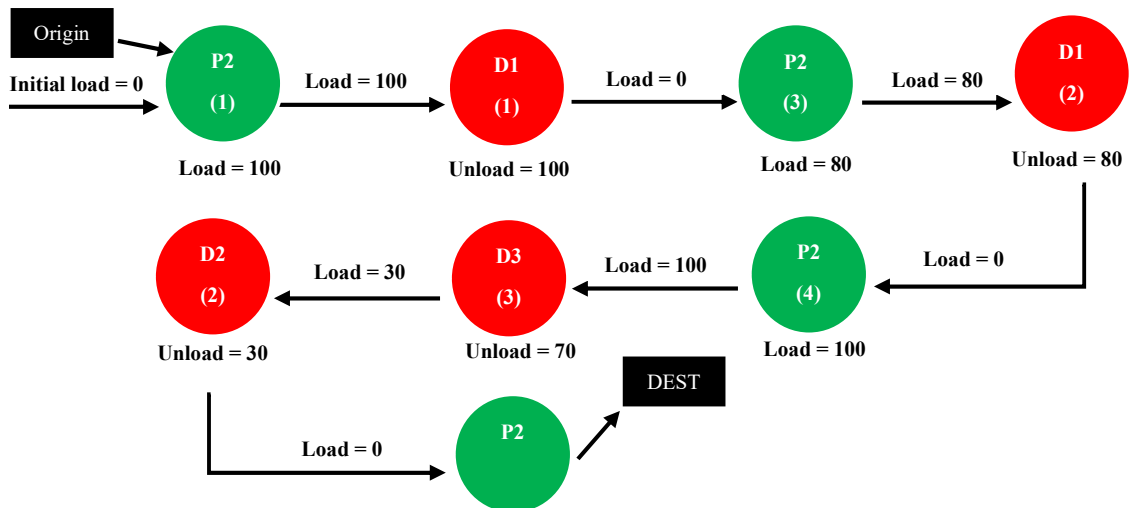 Origin
Initial load = 0
P2
(1)
Load = 100
Load = 100
D1
(1)
Unload = 100
Load = 0
P2
(3)
Load = 80
Load = 80
D1
(2)
Unload = 80
Load = 0
P2
(4)
Load = 100
Load = 100
D3
(3)
Unload = 70
Load = 30
D2
(2)
Unload = 30
Load = 0
P2
DEST